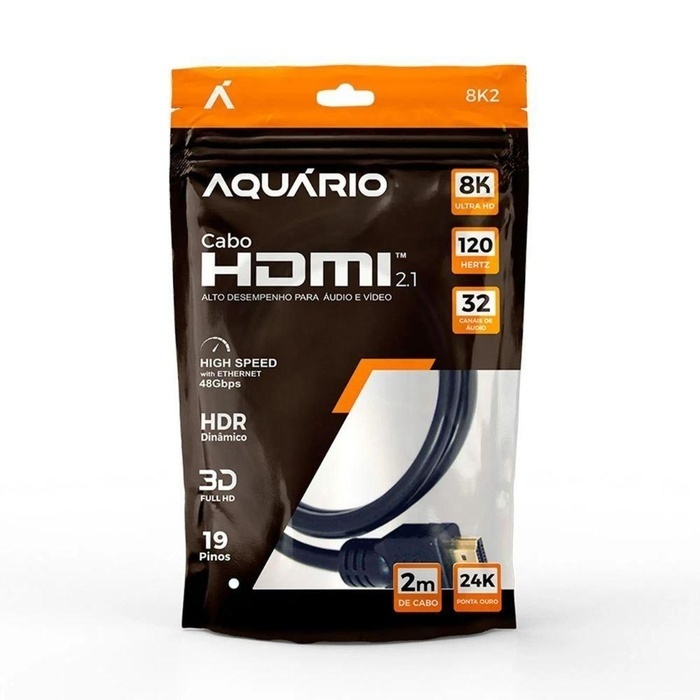 8K2
AQUÁRIO
8K
ULTRA HD
Cabo
HDMI™ 2.1
ALTO DESEMPENHO PARA ÁUDIO E VÍDEO
120
HERTZ
32
CANAIS DE
ÁUDIO
HIGH SPEED
with ETHERNET
48Gbps
HDR
Dinâmico
3D
FULL HD
19
Pinos
2m
DE CABO
24K
PONTA OURO